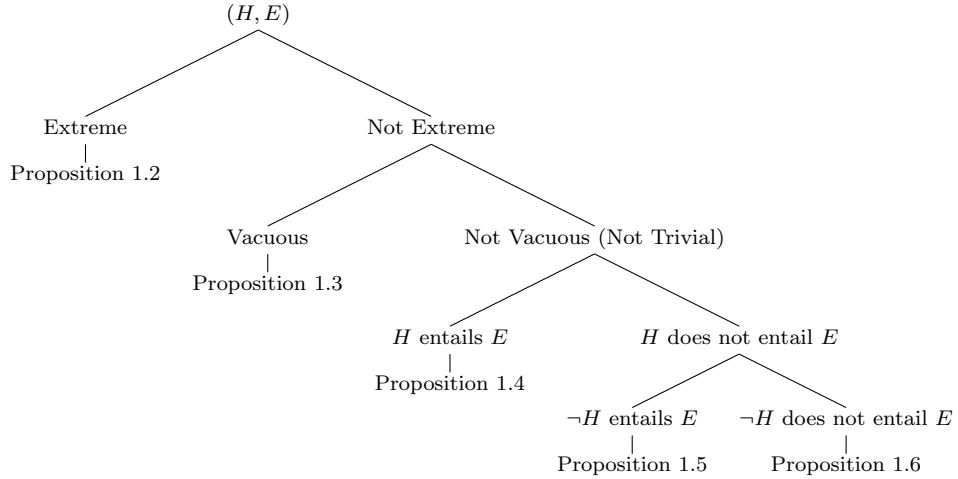 (H, E)
Extreme
Not Extreme
Proposition 1.2
Vacuous
Not Vacuous (Not Trivial)
Proposition 1.3
H entails E
H does not entail E
Proposition 1.4
¬H entails E
¬H does not entail E
Proposition 1.5
Proposition 1.6